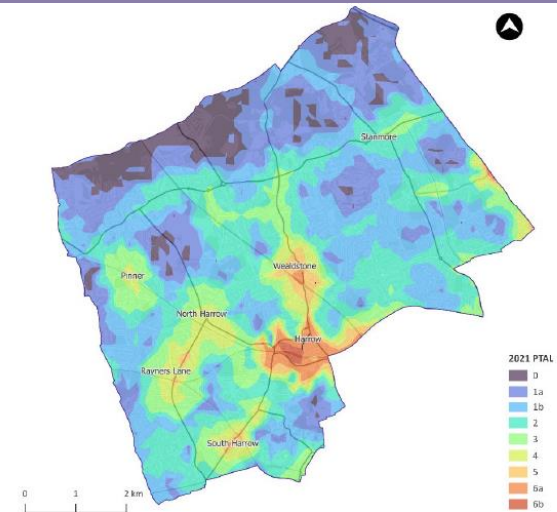 Stanmore
Wealdstone
Pinner
North Harrow
Harrow
Rayners Lane
South Harrow
2021 PTAL
0
1a
1b
2
3
4
5
6a
6b
0 1 2 km